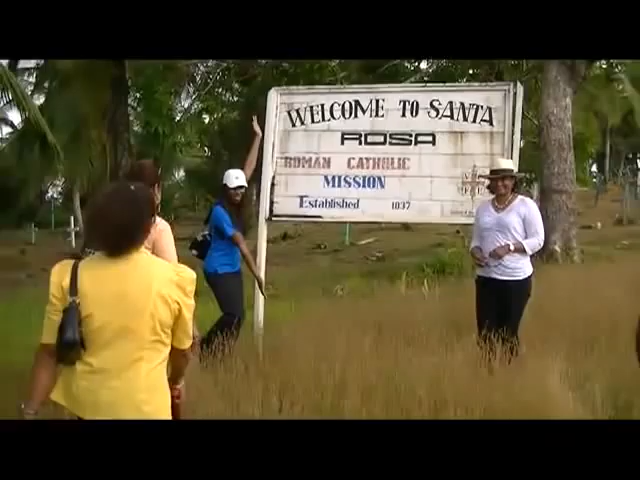 WELCOME TO SANTA
ROSA
ROMAN CATHOLIC
MISSION
Established 1837